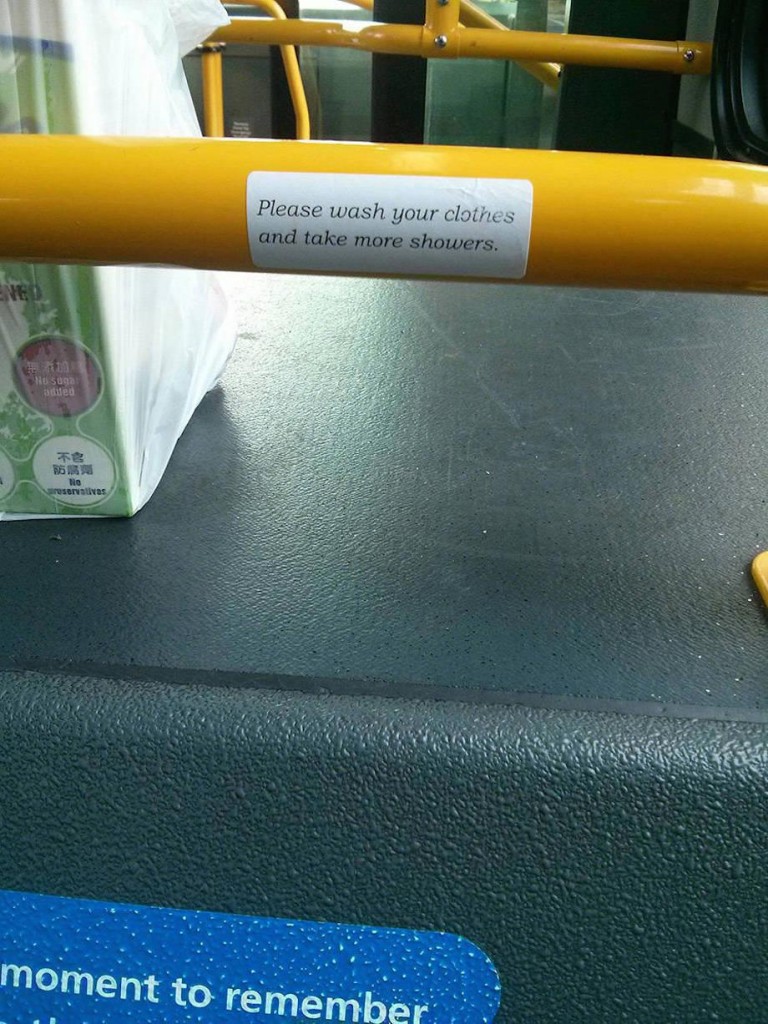 Please wash your clothes
and take more showers.
無添加糖
No sugar
added
不含
防腐劑
No
preservatives
moment to remember